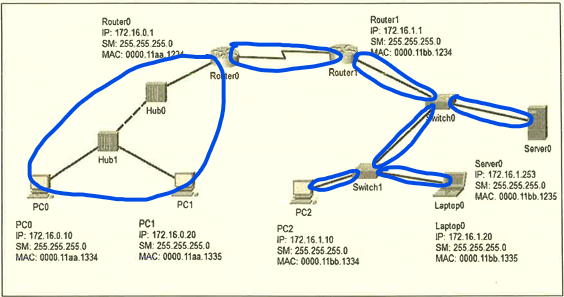 Router0
IP: 172.16.0.1
SM: 255.255.255.0
MAC: 0000.11aa.1234
Router1
IP: 172.16.1.1
SM: 255.255.255.0
MAC: 0000.11bb.1234
Router0
Router1
Hub0
Switch0
Hub1
Server0
Server0
IP: 172.16.1.253
SM: 255.255.255.0
MAC: 0000.11bb.1235
Switch1
PC0
PC1
PC2
Laptop0
PC0
IP: 172.16.0.10
SM: 255.255.255.0
MAC: 0000.11aa.1334
PC1
IP: 172.16.0.20
SM: 255.255.255.0
MAC: 0000.11aa.1335
PC2
IP: 172.16.1.10
SM: 255.255.255.0
MAC: 0000.11bb.1334
Laptop0
IP: 172.16.1.20
SM: 255.255.255.0
MAC: 0000.11bb.1335